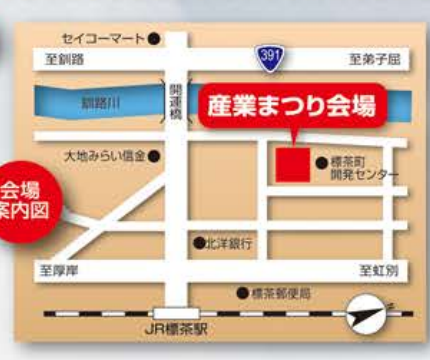 セイコーマート
391
至釧路
至弟子屈
開運橋
釧路川
産業まつり会場
大地みらい信金
標茶町
開発センター
会場
案内図
北洋銀行
至厚岸
至虹別
標茶郵便局
JR標茶駅